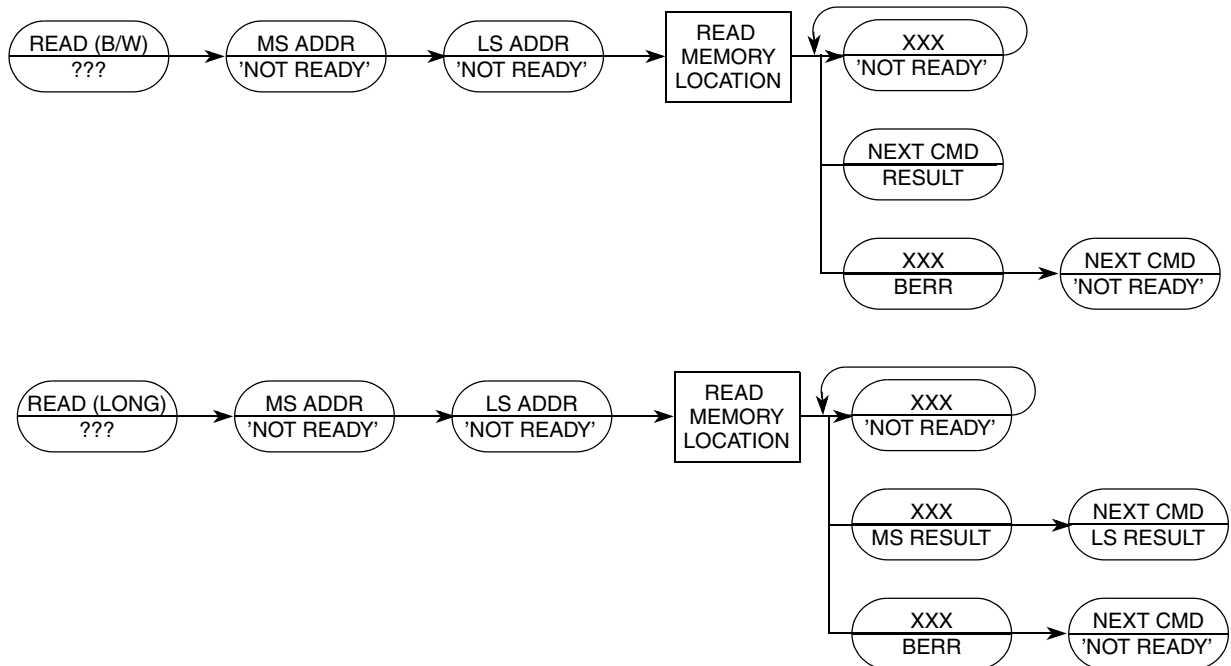 READ (B/W)
???
MS ADDR
'NOT READY'
LS ADDR
'NOT READY'
READ
MEMORY
LOCATION
XXX
'NOT READY'
NEXT CMD
RESULT
XXX
BERR
NEXT CMD
'NOT READY'
READ (LONG)
???
MS ADDR
'NOT READY'
LS ADDR
'NOT READY'
READ
MEMORY
LOCATION
XXX
'NOT READY'
XXX
MS RESULT
NEXT CMD
LS RESULT
XXX
BERR
NEXT CMD
'NOT READY'